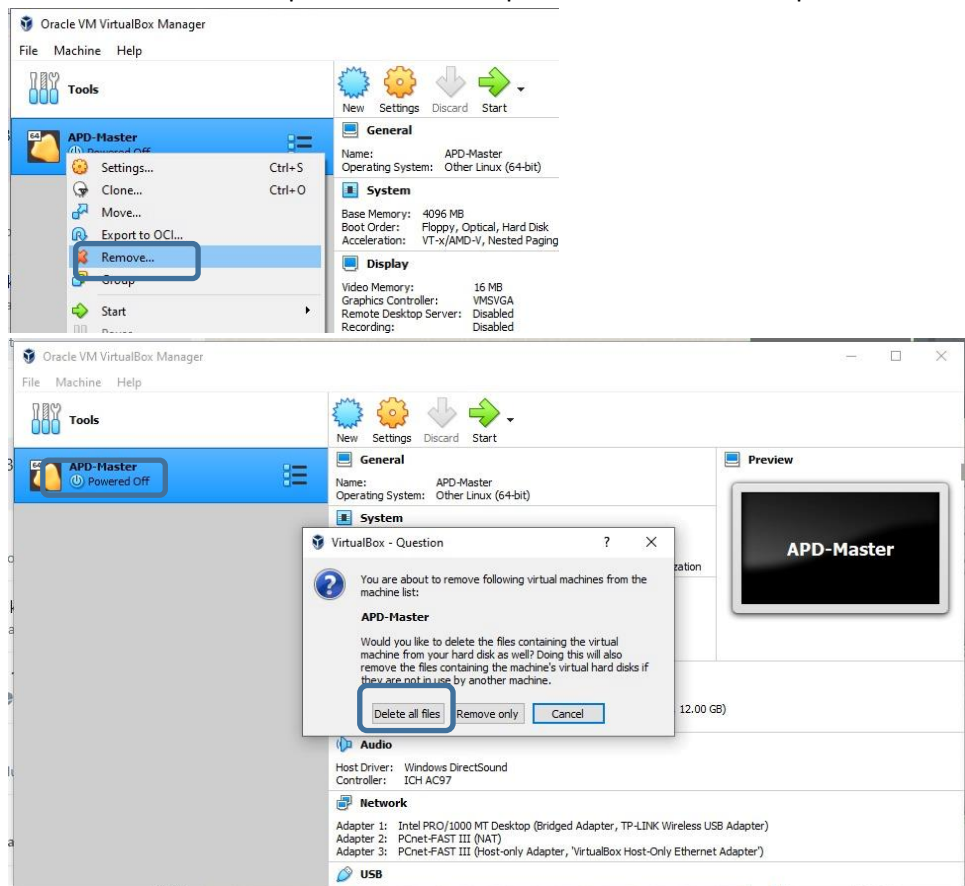 Oracle VM VirtualBox Manager
File Machine Help
Tools
New Settings Discard Start
64
APD-Master
Powered Off
Settings... Ctrl+S
Clone... Ctrl+O
Move...
Export to OCI...
Remove...
Group
Start
Pause
General
Name: APD-Master
Operating System: Other Linux (64-bit)
System
Base Memory: 4096 MB
Boot Order: Floppy, Optical, Hard Disk
Acceleration: VT-x/AMD-V, Nested Paging
Display
Video Memory: 16 MB
Graphics Controller: VMSVGA
Remote Desktop Server: Disabled
Recording: Disabled
Oracle VM VirtualBox Manager
File Machine Help
Tools
New Settings Discard Start
APD-Master
Powered Off
General
Name: APD-Master
Operating System: Other Linux (64-bit)
System
Preview
APD-Master
VirtualBox - Question ? ×
You are about to remove following virtual machines from the
machine list:
APD-Master
Would you like to delete the files containing the virtual
machine from your hard disk as well? Doing this will also
remove the files containing the machine's virtual hard disks if
they are not in use by another machine.
Delete all files Remove only Cancel
zation
12.00 GB)
Audio
Host Driver: Windows DirectSound
Controller: ICH AC97
Network
Adapter 1: Intel PRO/1000 MT Desktop (Bridged Adapter, TP-LINK Wireless USB Adapter)
Adapter 2: PCnet-FAST III (NAT)
Adapter 3: PCnet-FAST III (Host-only Adapter, 'VirtualBox Host-Only Ethernet Adapter')
USB